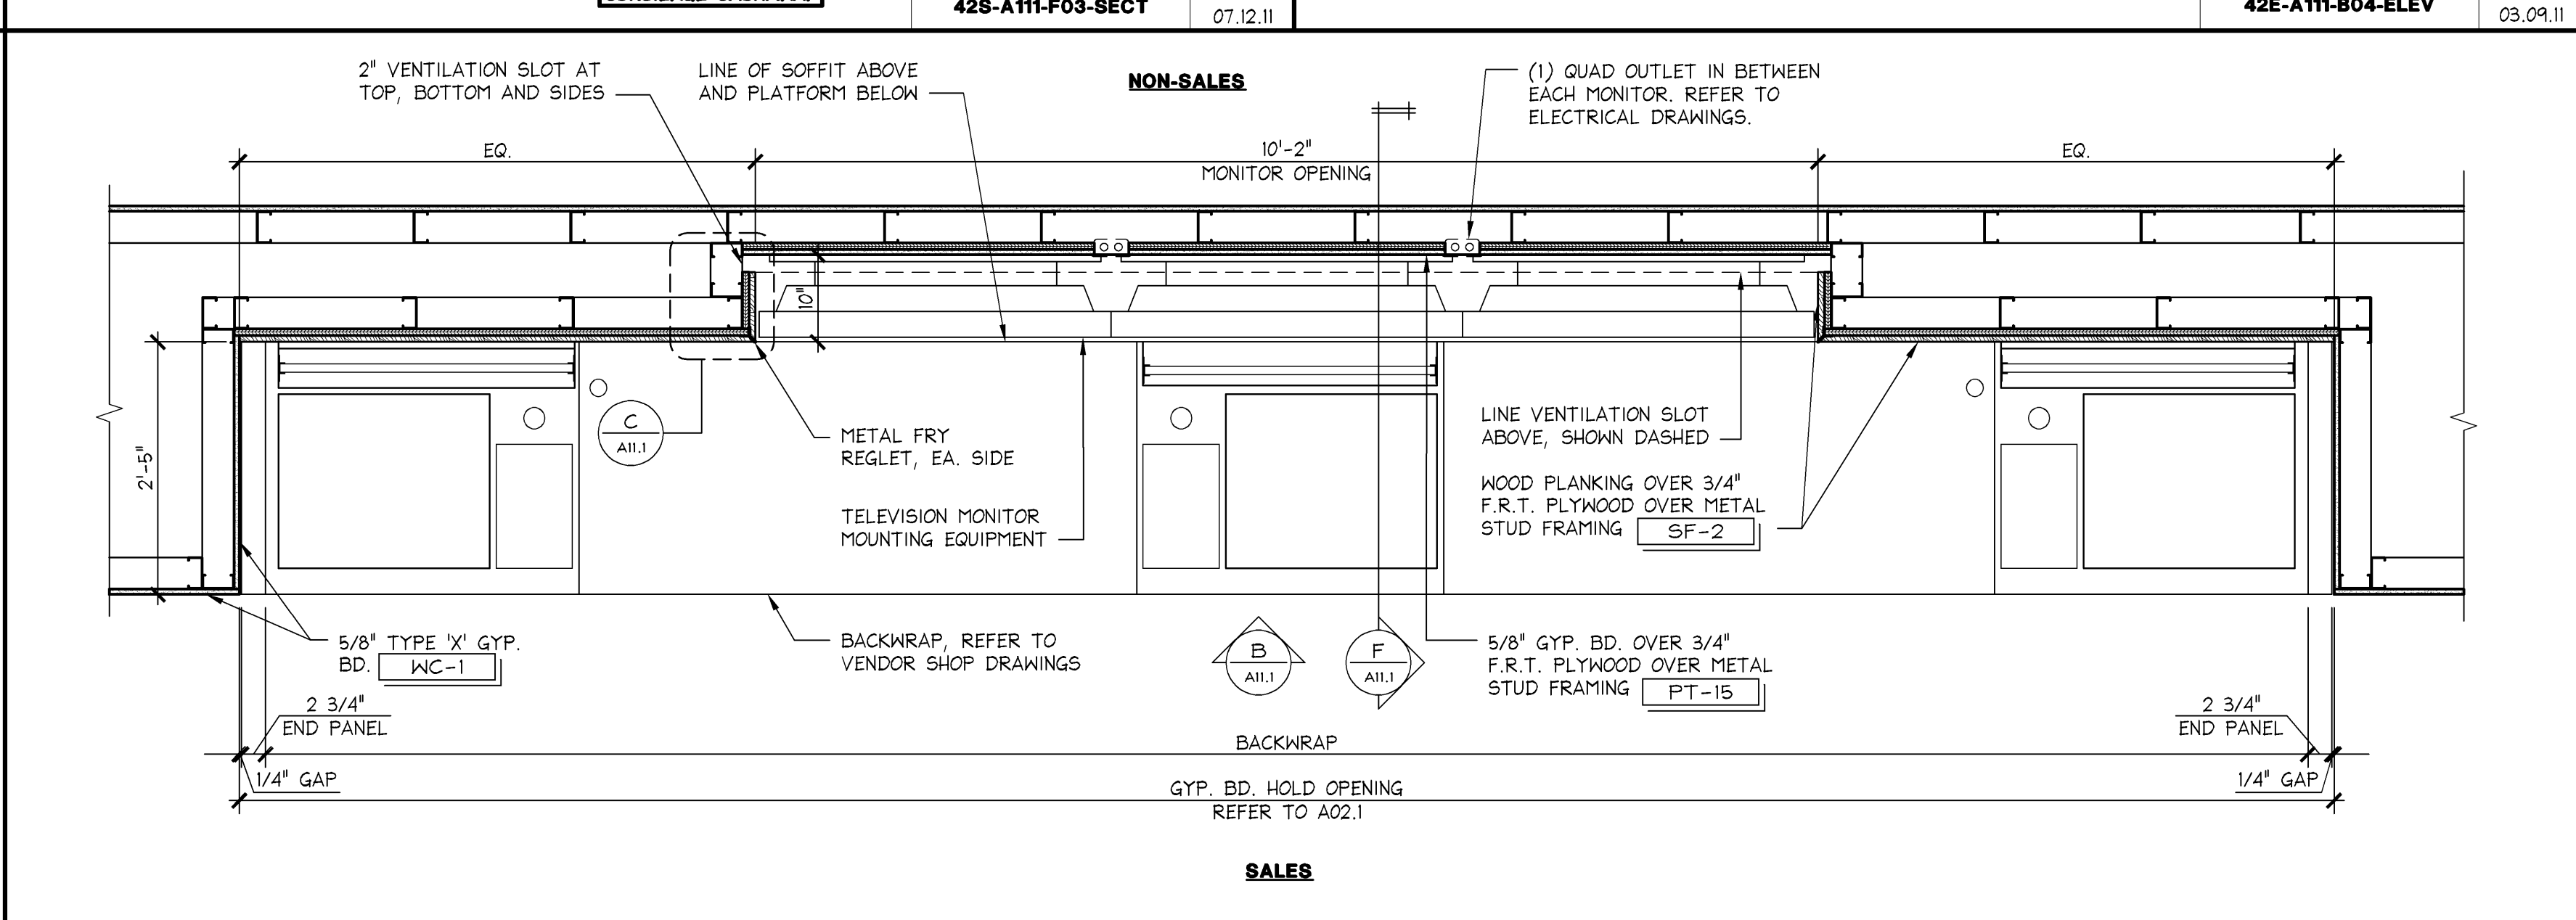 42S-A111-F03-SECT
07.12.11
42E-A111-B04-ELEV
03.09.11
2" VENTILATION SLOT AT
TOP, BOTTOM AND SIDES
LINE OF SOFFIT ABOVE
AND PLATFORM BELOW
NON-SALES
(1) QUAD OUTLET IN BETWEEN
EACH MONITOR. REFER TO
ELECTRICAL DRAWINGS.
EQ.
10'-2"
MONITOR OPENING
EQ.
10"
2'-5"
C
A11.1
METAL FRY
REGLET, EA. SIDE
TELEVISION MONITOR
MOUNTING EQUIPMENT
LINE VENTILATION SLOT
ABOVE, SHOWN DASHED
WOOD PLANKING OVER 3/4"
F.R.T. PLYWOOD OVER METAL
STUD FRAMING SF-2
5/8" TYPE 'X' GYP.
BD. WC-1
BACKWRAP, REFER TO
VENDOR SHOP DRAWINGS
B
A11.1
F
A11.1
5/8" GYP. BD. OVER 3/4"
F.R.T. PLYWOOD OVER METAL
STUD FRAMING PT-15
2 3/4"
END PANEL
2 3/4"
END PANEL
BACKWRAP
1/4" GAP
1/4" GAP
GYP. BD. HOLD OPENING
REFER TO A02.1
SALES